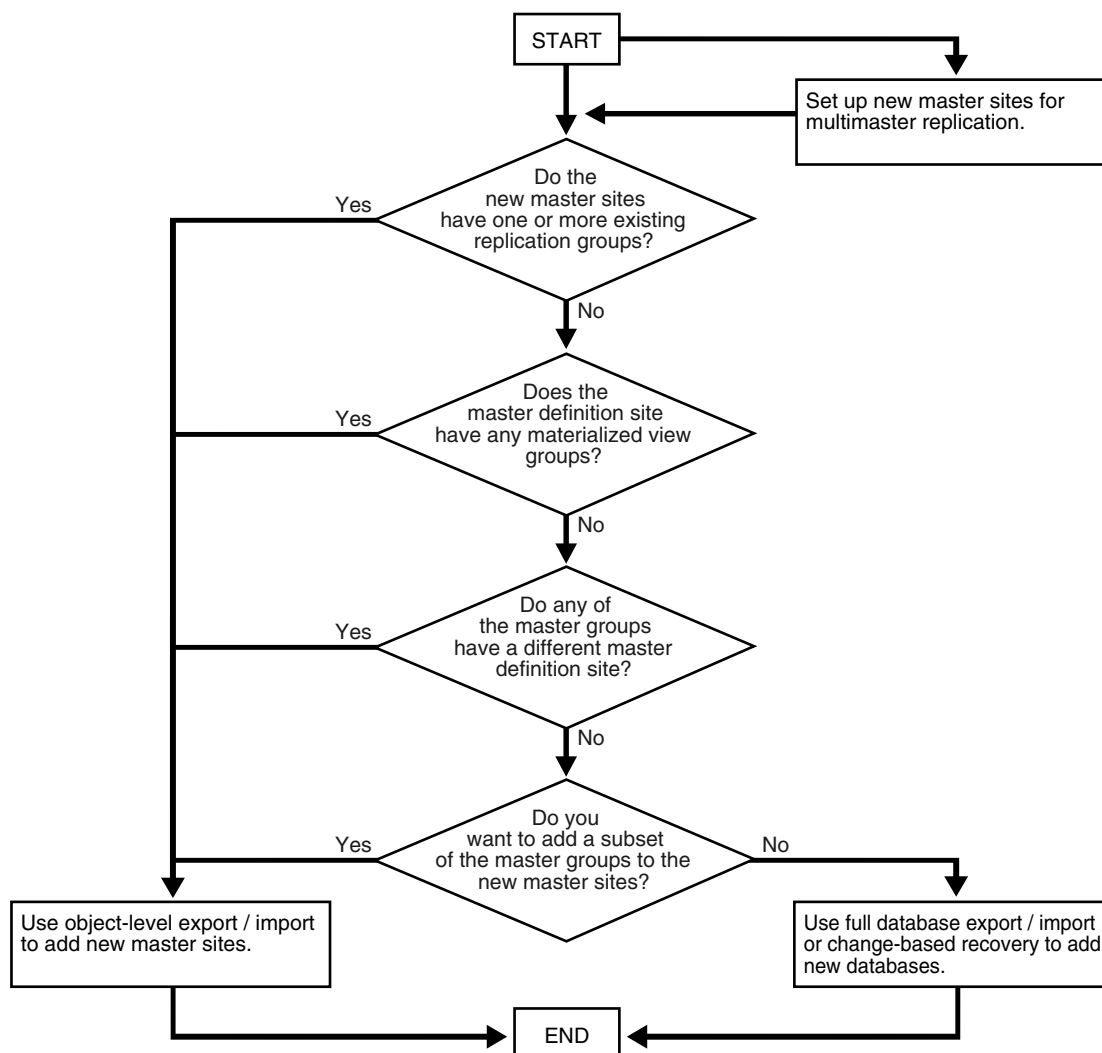 START
Set up new master sites for
multimaster replication.
Do the
new master sites
have one or more existing
replication groups?
Yes
No
Does the
master definition site
have any materialized view
groups?
Yes
No
Do any of
the master groups
have a different master
definition site?
Yes
No
Do you
want to add a subset
of the master groups to the
new master sites?
Yes
No
Use object-level export / import
to add new master sites.
Use full database export / import
or change-based recovery to add
new databases.
END